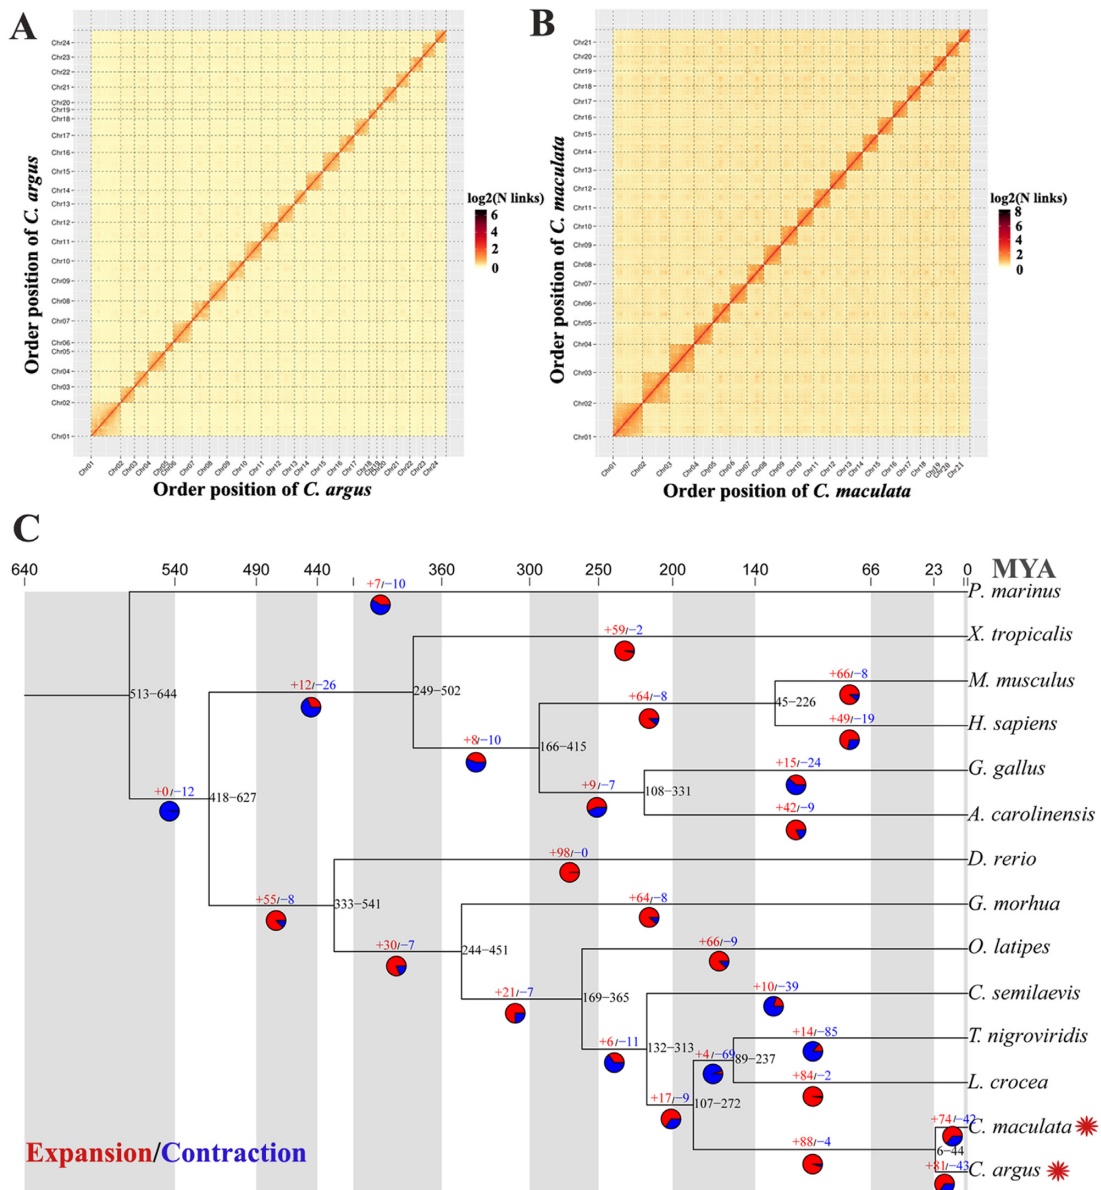 A
Order position of C. argus
Chr24
Chr23
Chr22
Chr21
Chr20
Chr19
Chr18
Chr17
Chr16
Chr15
Chr14
Chr13
Chr12
Chr11
Chr10
Chr09
Chr08
Chr07
Chr06
Chr05
Chr04
Chr03
Chr02
Chr01
Chr01 Chr02 Chr03 Chr04 Chr05 Chr06 Chr07 Chr08 Chr09 Chr10 Chr11 Chr12 Chr13 Chr14 Chr15 Chr16 Chr17 Chr18 Chr19 Chr20 Chr21 Chr22 Chr23 Chr24
Order position of C. argus
log2(N links)
6
4
2
0
B
Order position of C. maculata
Chr21
Chr20
Chr19
Chr18
Chr17
Chr16
Chr15
Chr14
Chr13
Chr12
Chr11
Chr10
Chr09
Chr08
Chr07
Chr06
Chr05
Chr04
Chr03
Chr02
Chr01
Chr01 Chr02 Chr03 Chr04 Chr05 Chr06 Chr07 Chr08 Chr09 Chr10 Chr11 Chr12 Chr13 Chr14 Chr15 Chr16 Chr17 Chr18 Chr19 Chr20 Chr21
Order position of C. maculata
log2(N links)
8
6
4
2
0
C
640 540 490 440 360 300 250 200 140 66 23 0 MYA
+7/−10
P. marinus
+59/−2
X. tropicalis
+66/−8
M. musculus
+12/−26
249−502
+64/−8
45−226
513−644
+49/−19
H. sapiens
+8/−10
166−415
+15/−24
G. gallus
+9/−7
108−331
+0/−12
418−627
+42/−9
A. carolinensis
+98/−0
D. rerio
+55/−8
333−541
+64/−8
G. morhua
+30/−7
244−451
+66/−9
O. latipes
+21/−7
169−365
+10/−39
C. semilaevis
+6/−11
132−313
+14/−85
T. nigroviridis
+4/−69
89−237
+84/−2
L. crocea
+17/−9
107−272
+74/−42
C. maculata
+88/−4
6−44
+81/−43
C. argus
Expansion/Contraction